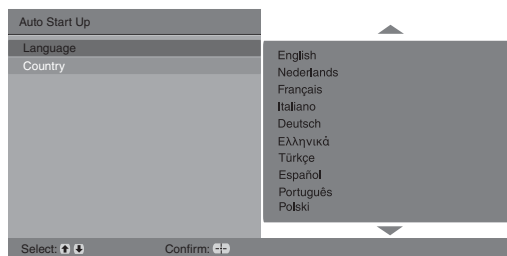 Auto Start Up
Language
Country
English
Nederlands
Français
Italiano
Deutsch
Ελληνικά
Türkçe
Español
Português
Polski
Select: Confirm: